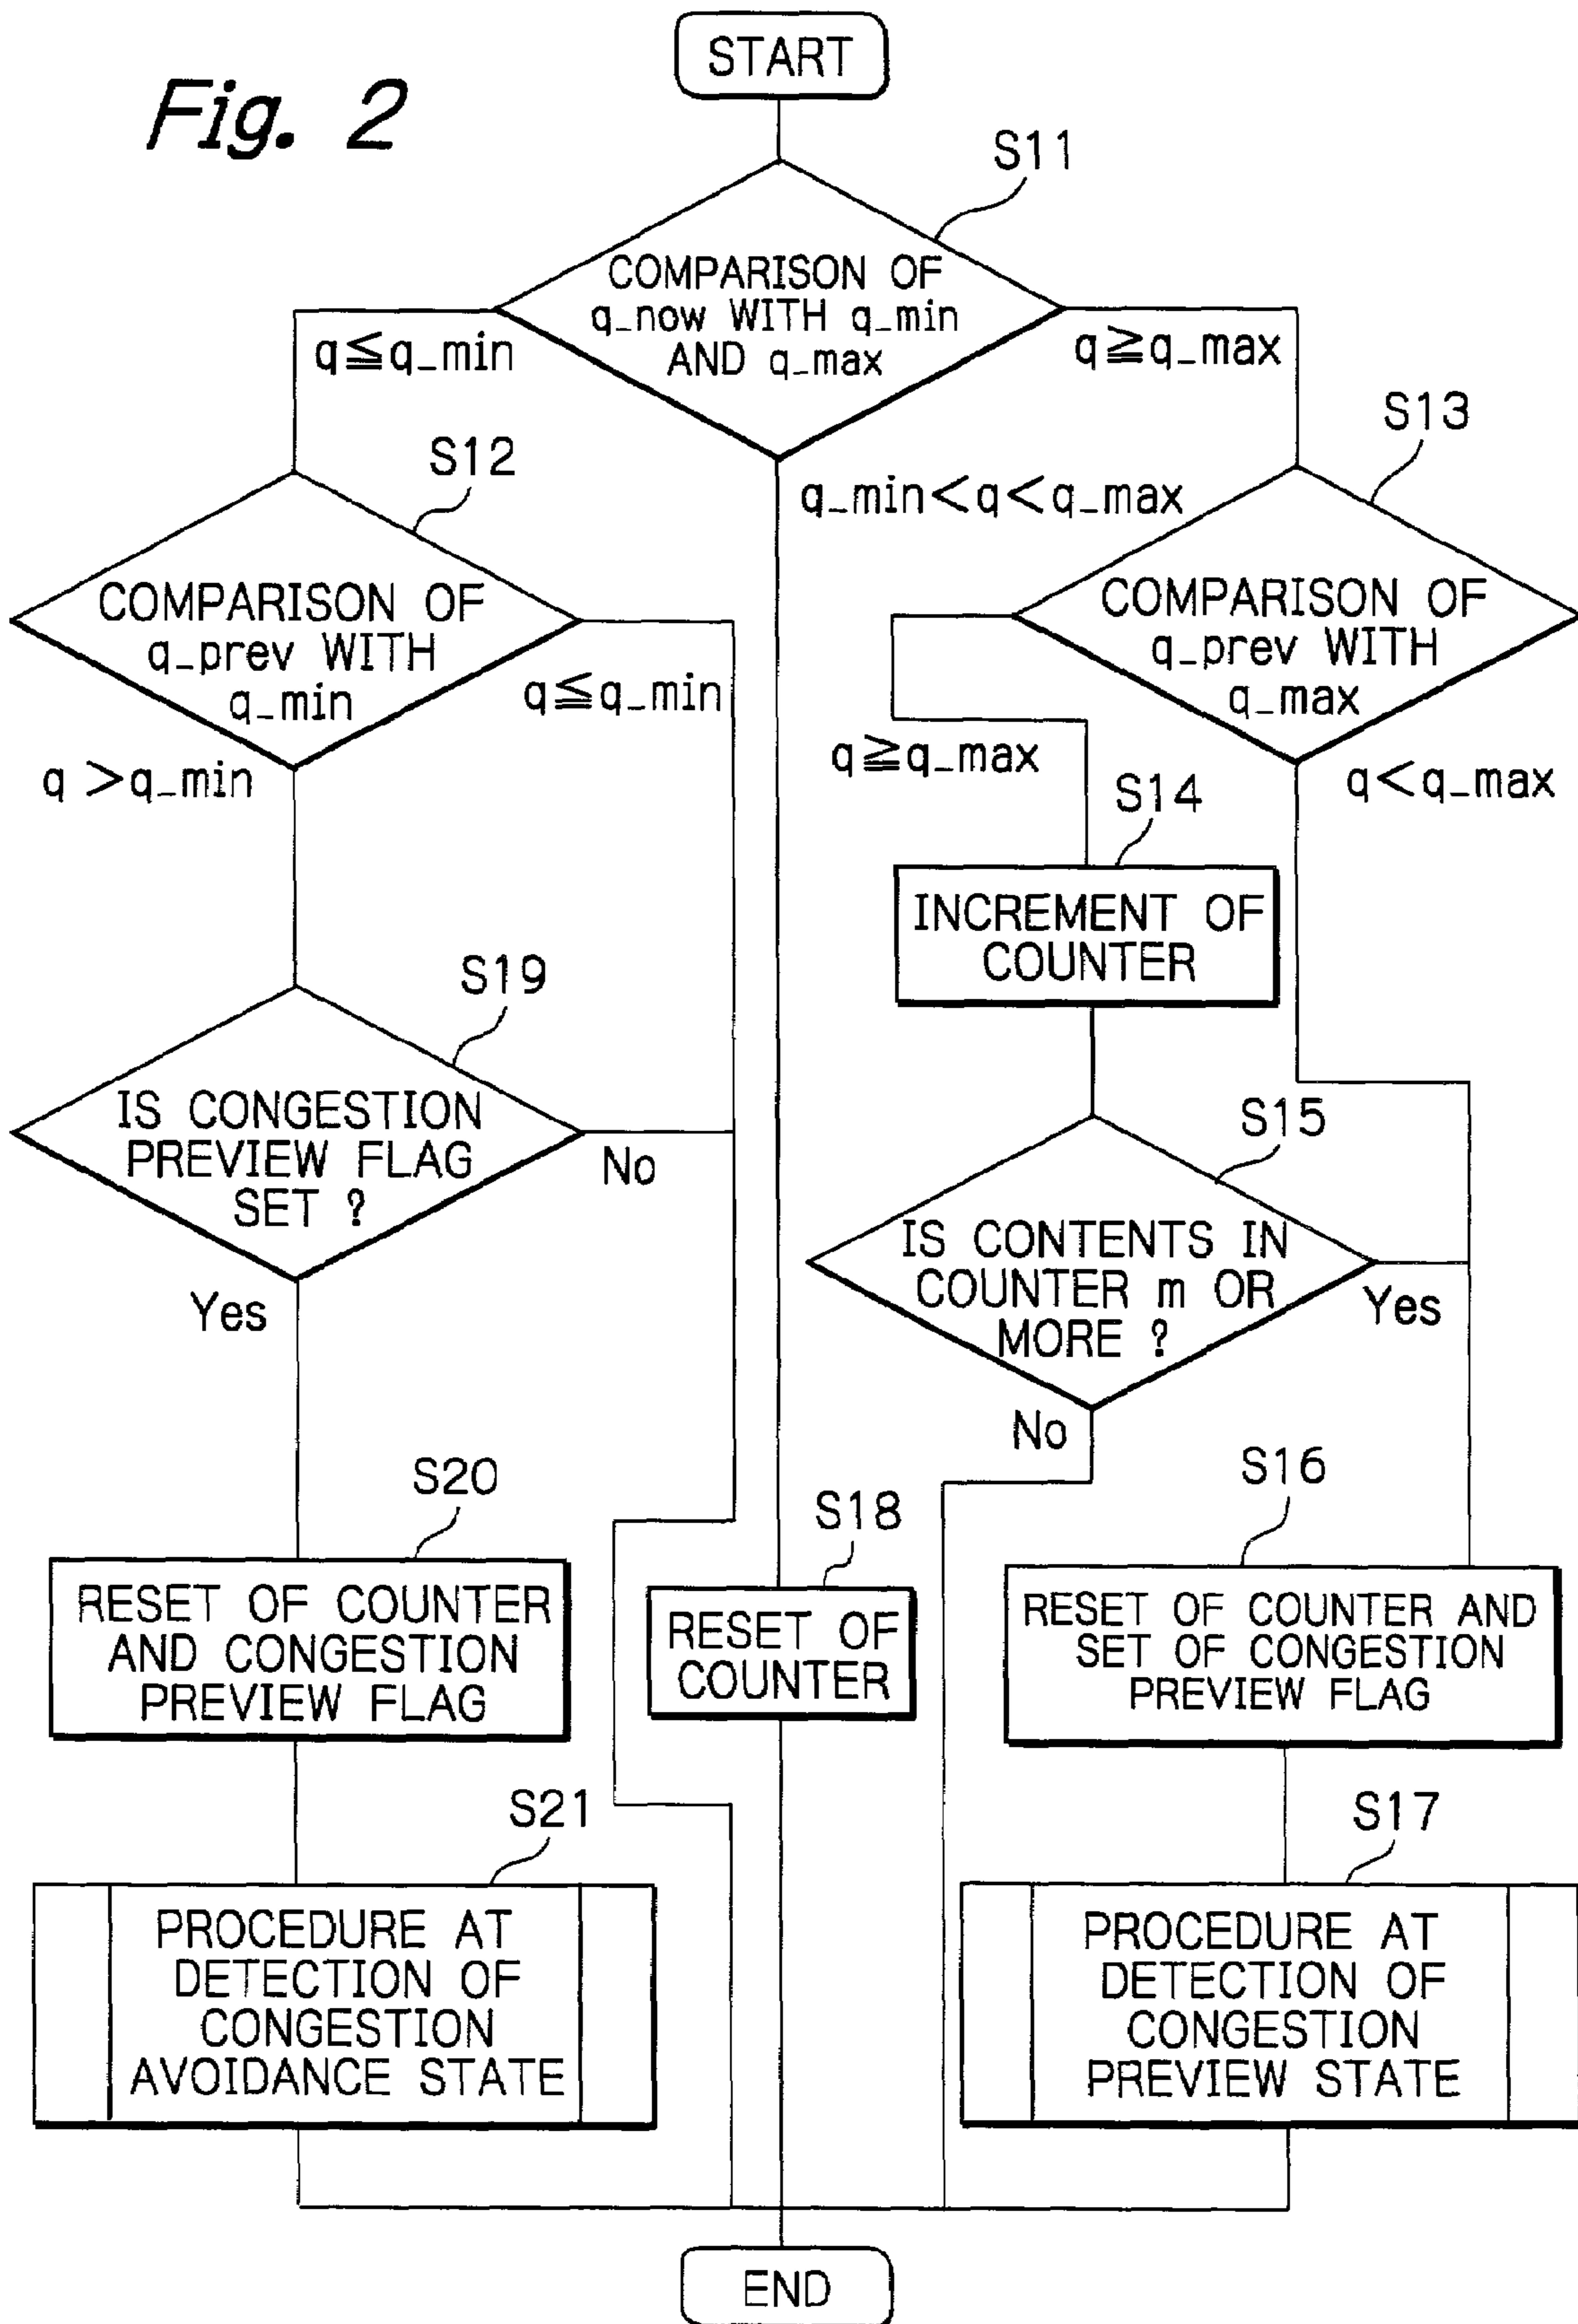 Fig. 2
START
S11
COMPARISON OF
q_now WITH q_min
AND q_max
q≦q_min
q≧q_max
q_min<q<q_max
S12
COMPARISON OF
q_prev WITH
q_min
q≦q_min
q >q_min
S13
COMPARISON OF
q_prev WITH
q_max
q≧q_max
q<q_max
S14
INCREMENT OF
COUNTER
S19
IS CONGESTION
PREVIEW FLAG
SET ?
No
Yes
S15
IS CONTENTS IN
COUNTER m OR
MORE ?
Yes
No
S20
RESET OF COUNTER
AND CONGESTION
PREVIEW FLAG
S18
RESET OF
COUNTER
S16
RESET OF COUNTER AND
SET OF CONGESTION
PREVIEW FLAG
S21
PROCEDURE AT
DETECTION OF
CONGESTION
AVOIDANCE STATE
S17
PROCEDURE AT
DETECTION OF
CONGESTION
PREVIEW STATE
END